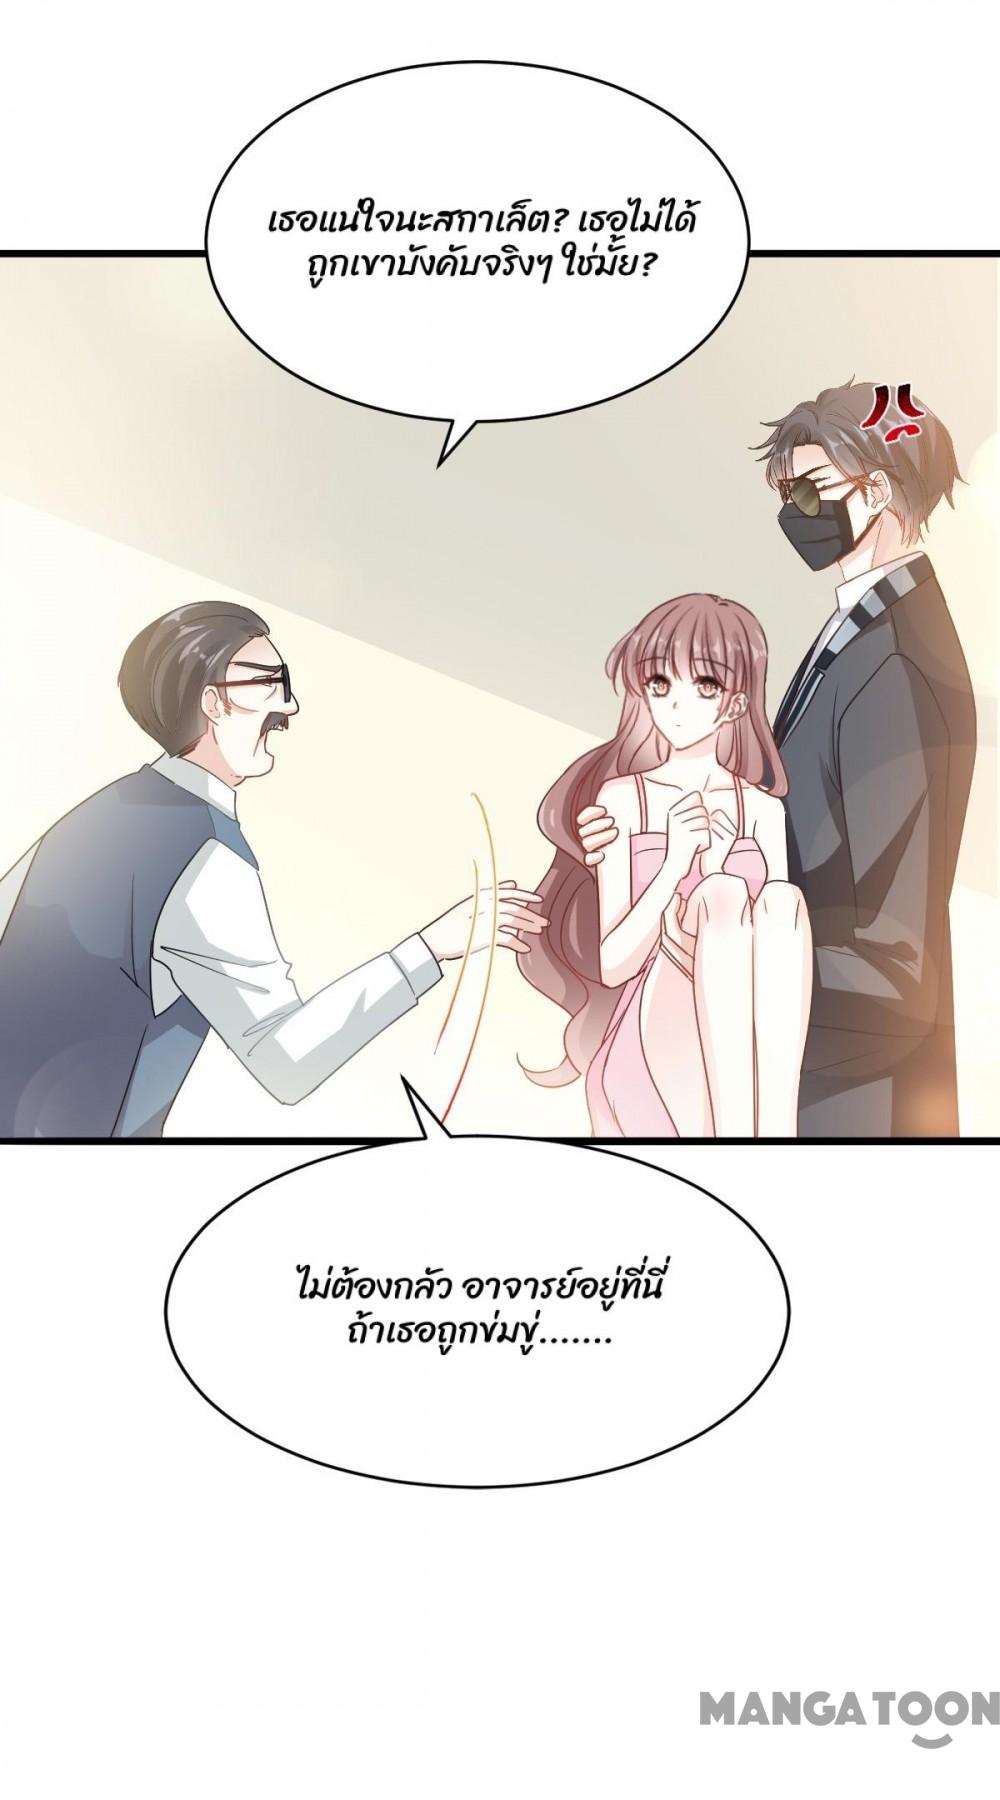 เธอแน่ใจนะสกาเล็ต? เธอไม่ได้
ถูกเขาบังคับจริงๆ ใช่มั้ย?
ไม่ต้องกลัว อาจารย์อยู่ที่นี่
ถ้าเธอถูกข่มขู่.......
MANGATOON